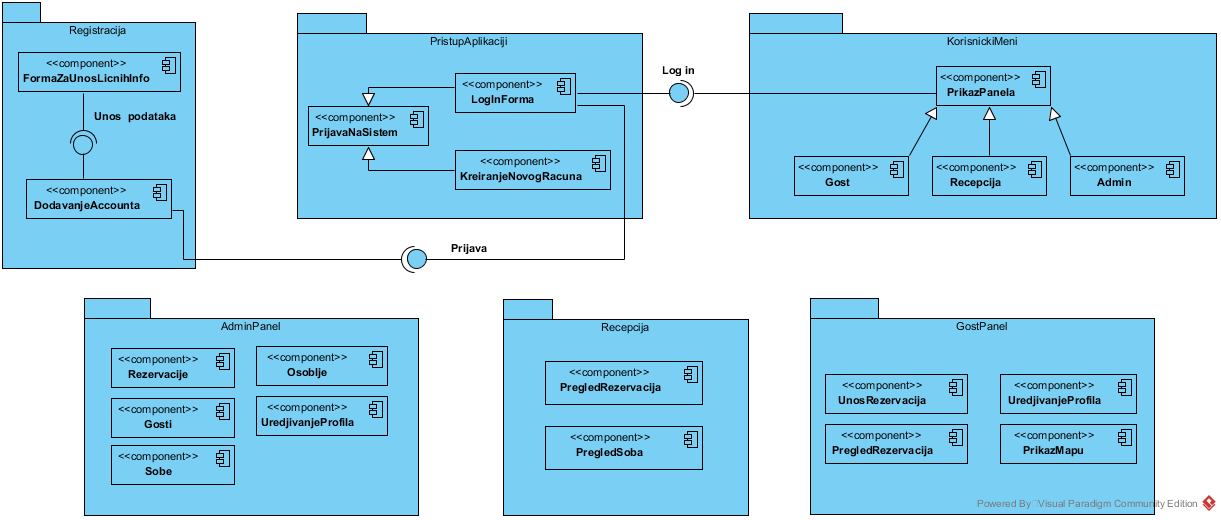 Registracija
<<component>>
FormaZaUnosLicnihInfo
Unos podataka
<<component>>
DodavanjeAccounta
PristupAplikaciji
<<component>>
LogInForma
<<component>>
PrijavaNaSistem
<<component>>
KreiranjeNovogRacuna
Log in
Prijava
KorisnickiMeni
<<component>>
PrikazPanela
<<component>>
Gost
<<component>>
Recepcija
<<component>>
Admin
AdminPanel
<<component>>
Rezervacije
<<component>>
Osoblje
<<component>>
Gosti
<<component>>
UredjivanjeProfila
<<component>>
Sobe
Recepcija
<<component>>
PregledRezervacija
<<component>>
PregledSoba
GostPanel
<<component>>
UnosRezervacija
<<component>>
UredjivanjeProfila
<<component>>
PregledRezervacija
<<component>>
PrikazMapu
Powered By Visual Paradigm Community Edition